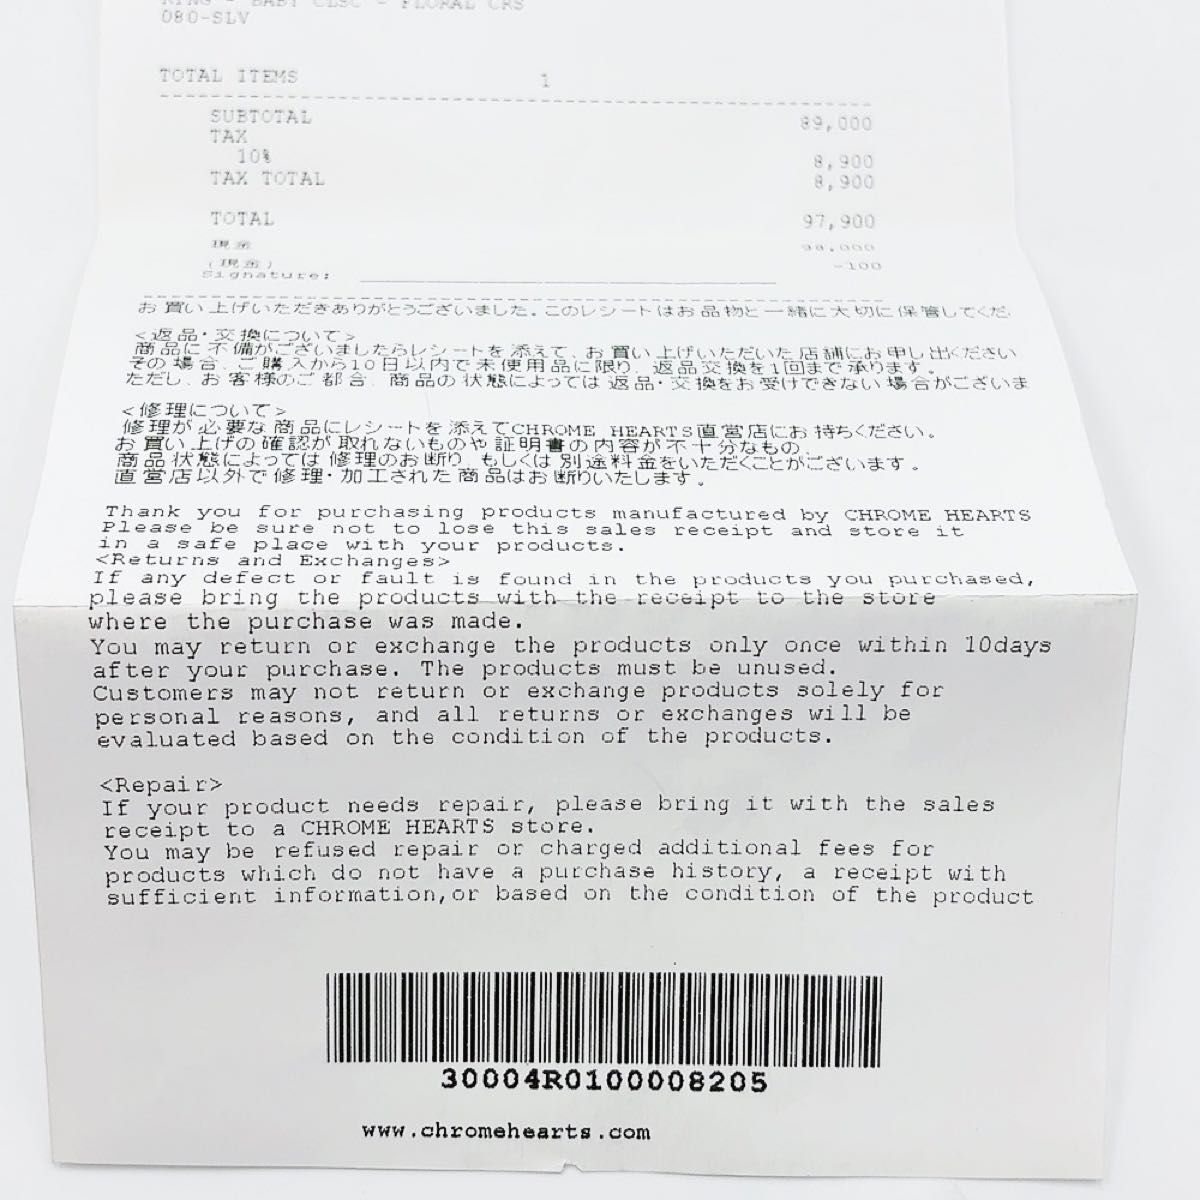 RING - BABY CLSC - FLORAL CRS
080-SLV
TOTAL ITEMS 1
SUBTOTAL 89,000
TAX
10% 8,900
TAX TOTAL 8,900
TOTAL 97,900
現金 98,000
(現金) -100
Signature:
お買い上げいただきありがとうございました。このレシートはお品物と一緒に大切に保管してくだ
<返品・交換について>
商品に不備がございましたらレシートを添えて、お買い上げいただいた店舗にお申し出ください
その場合、ご購入から10日以内で未使用品に限り、返品交換を1回まで承ります。
ただし、お客様のご都合、商品の状態によっては返品・交換をお受けできない場合がございま
<修理について>
修理が必要な商品にレシートを添えてCHROME HEARTS直営店にお持ちください。
お買い上げの確認が取れないものや証明書の内容が不十分なもの、
商品状態によっては修理のお断り、もしくは別途料金をいただくことがございます。
直営店以外で修理・加工された商品はお断りいたします。
Thank you for purchasing products manufactured by CHROME HEARTS
Please be sure not to lose this sales receipt and store it
in a safe place with your products.
<Returns and Exchanges>
If any defect or fault is found in the products you purchased,
please bring the products with the receipt to the store
where the purchase was made.
You may return or exchange the products only once within 10days
after your purchase. The products must be unused.
Customers may not return or exchange products solely for
personal reasons, and all returns or exchanges will be
evaluated based on the condition of the products.
<Repair>
If your product needs repair, please bring it with the sales
receipt to a CHROME HEARTS store.
You may be refused repair or charged additional fees for
products which do not have a purchase history, a receipt with
sufficient information,or based on the condition of the product
30004R0100008205
www.chromehearts.com